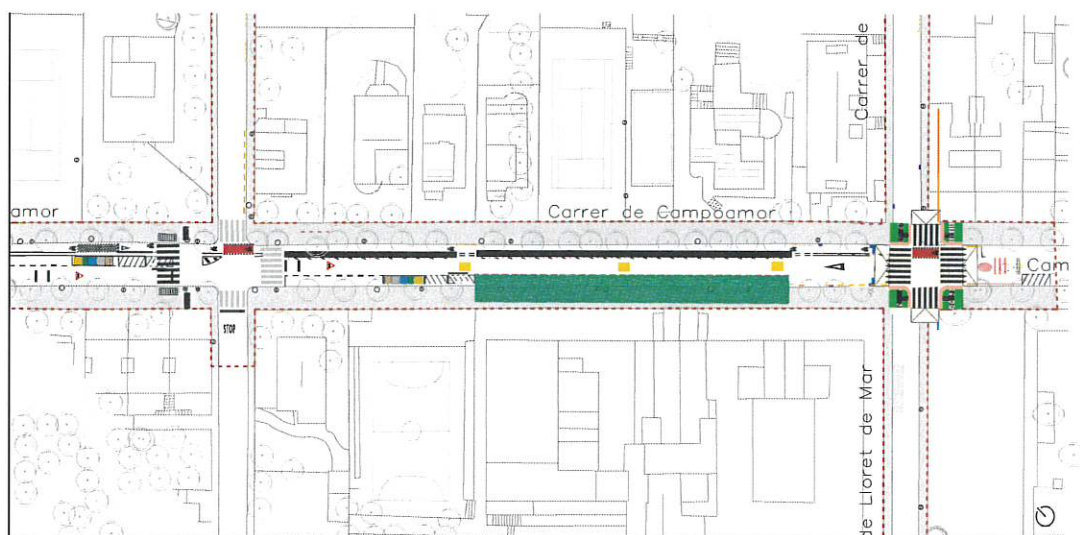 Carrer de
amor
Carrer de Campoamor
Cam
STOP
de Lloret de Mar